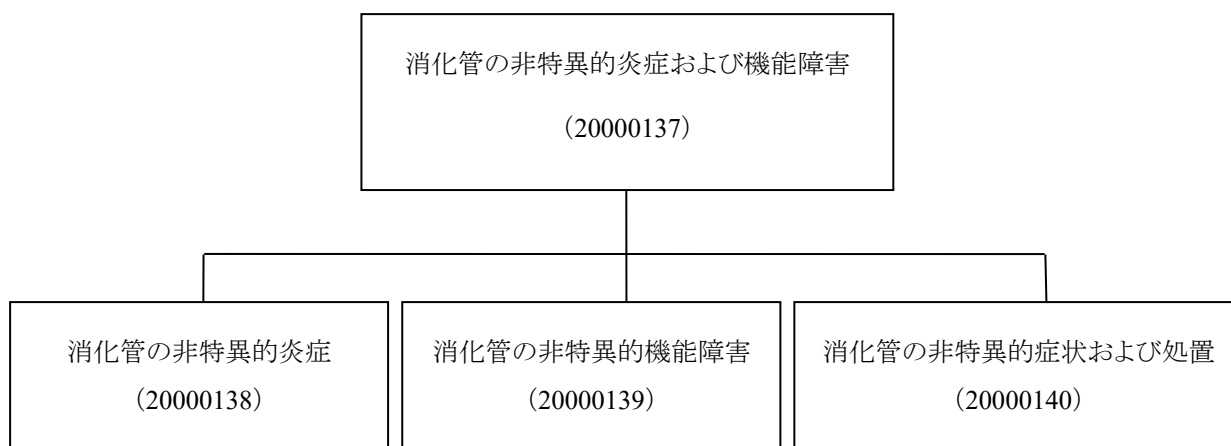 消化管の非特異的炎症および機能障害
（20000137）
消化管の非特異的炎症
（20000138）
消化管の非特異的機能障害
（20000139）
消化管の非特異的症状および処置
（20000140）